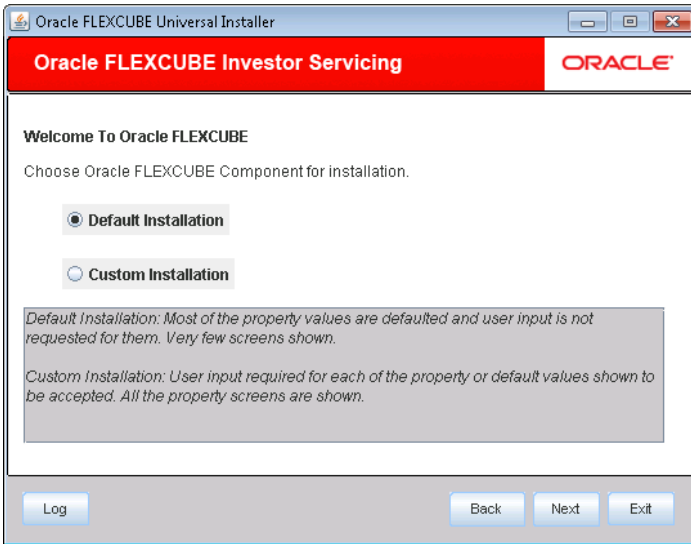 Oracle FLEXCUBE Universal Installer
Oracle FLEXCUBE Investor Servicing
ORACLE
Welcome To Oracle FLEXCUBE
Choose Oracle FLEXCUBE Component for installation.
Default Installation
Custom Installation
Default Installation: Most of the property values are defaulted and user input is not
requested for them. Very few screens shown.
Custom Installation: User input required for each of the property or default values shown to
be accepted. All the property screens are shown.
Log
Back
Next
Exit